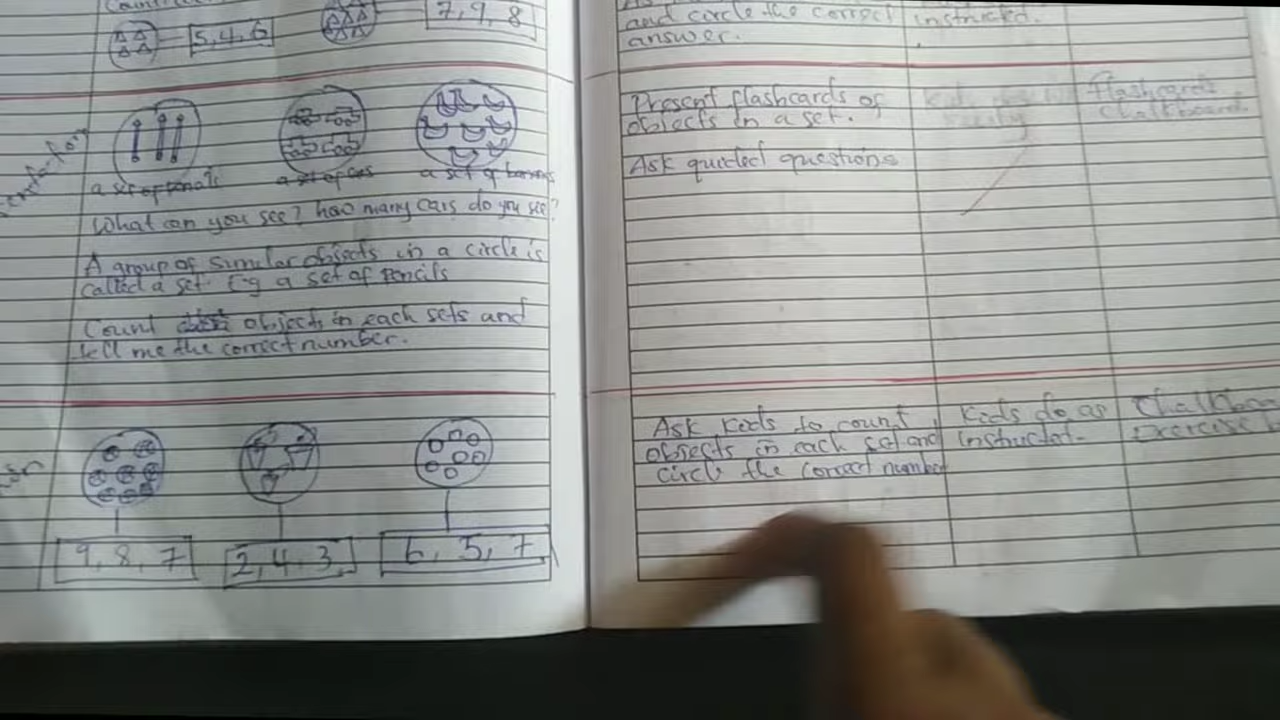 5,4,6
7,9,8
a set of pencils
a set of cars
a set of
What can you see? how many cars do you see?
A group of similar objects in a circle is
called a set. Eg a set of pencils
Count objects in each sets and
tell me the correct number.
9, 8, 7
2, 4, 3
6, 5, 7
and circle the correct
answer.
instructed.
Present flashcards of
objects in a set.
Ask guided questions
flashcards
Chalkboard
Ask kids to count
objects in each set and
circle the correct number
Kids do as
instructed.
Exercise